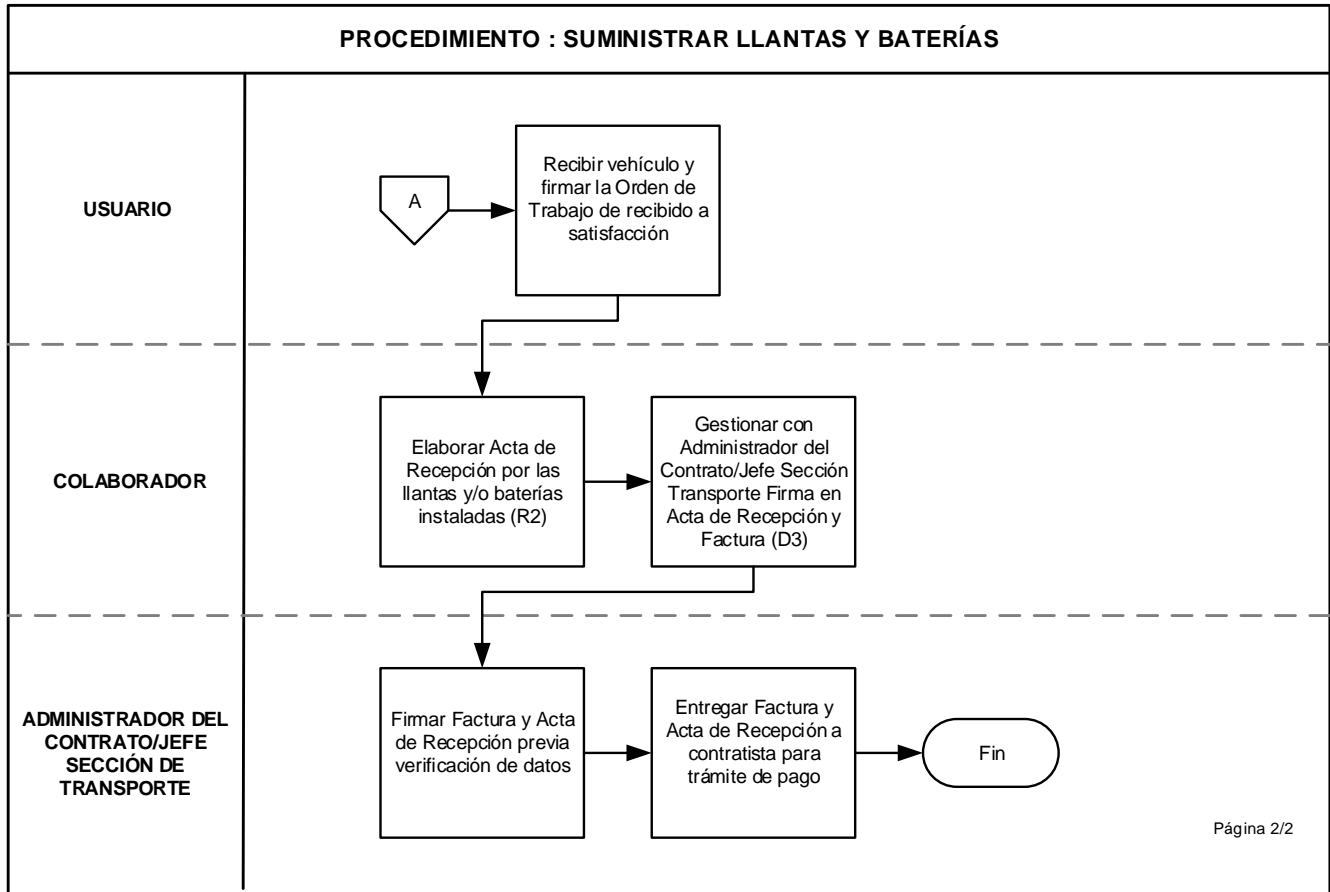 PROCEDIMIENTO : SUMINISTRAR LLANTAS Y BATERÍAS
USUARIO
A
Recibir vehículo y
firmar la Orden de
Trabajo de recibido a
satisfacción
COLABORADOR
Elaborar Acta de
Recepción por las
llantas y/o baterías
instaladas (R2)
Gestionar con
Administrador del
Contrato/Jefe Sección
Transporte Firma en
Acta de Recepción y
Factura (D3)
ADMINISTRADOR DEL
CONTRATO/JEFE
SECCIÓN DE
TRANSPORTE
Firmar Factura y Acta
de Recepción previa
verificación de datos
Entregar Factura y
Acta de Recepción a
contratista para
trámite de pago
Fin
Página 2/2